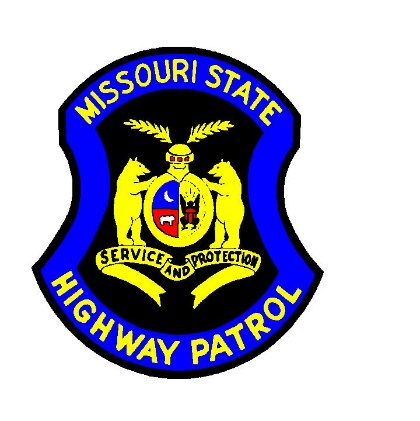 MISSOURI STATE
SERVICE AND PROTECTION
HIGHWAY PATROL